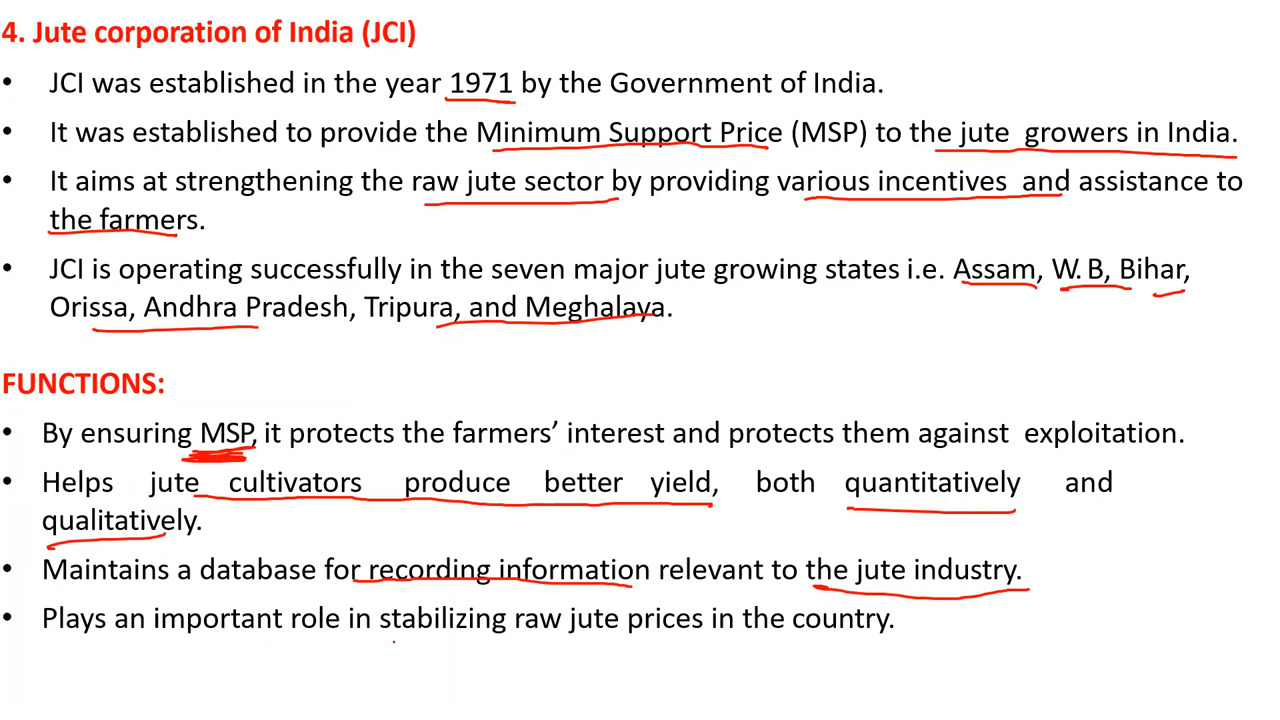 4. Jute corporation of India (JCI)
• JCI was established in the year 1971 by the Government of India.
• It was established to provide the Minimum Support Price (MSP) to the jute growers in India.
• It aims at strengthening the raw jute sector by providing various incentives and assistance to
the farmers.
• JCI is operating successfully in the seven major jute growing states i.e. Assam, W. B, Bihar,
Orissa, Andhra Pradesh, Tripura, and Meghalaya.
FUNCTIONS:
• By ensuring MSP, it protects the farmers’ interest and protects them against exploitation.
• Helps jute cultivators produce better yield, both quantitatively and
qualitatively.
• Maintains a database for recording information relevant to the jute industry.
• Plays an important role in stabilizing raw jute prices in the country.